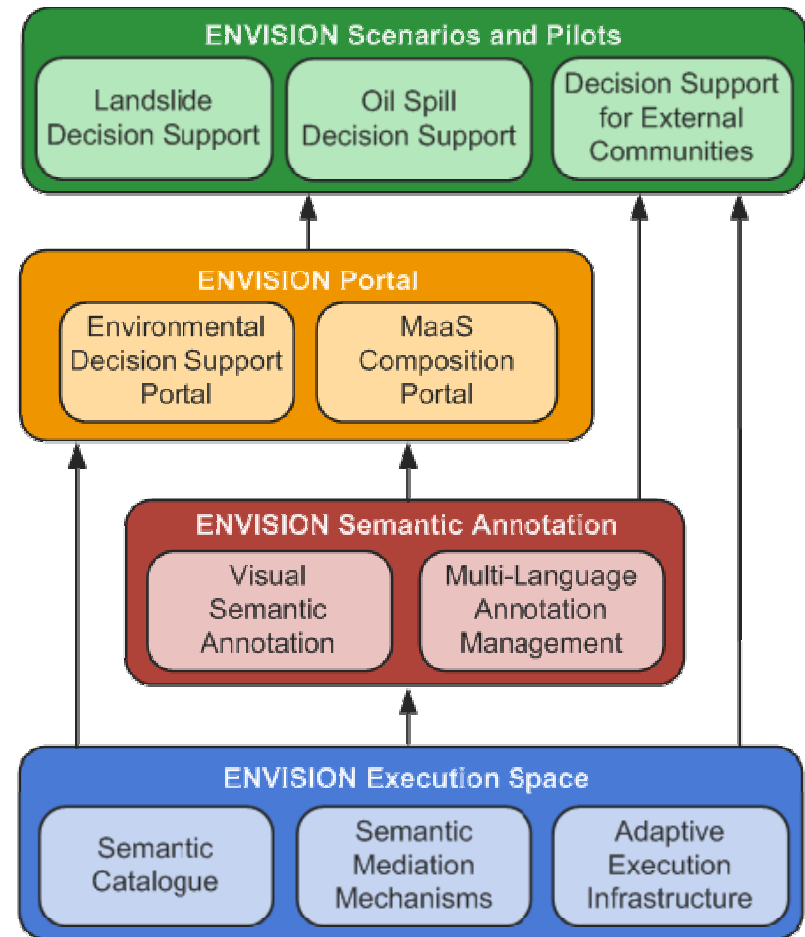 ENVISION Scenarios and Pilots
Landslide
Decision Support
Oil Spill
Decision Support
Decision Support
for External
Communities
ENVISION Portal
Environmental
Decision Support
Portal
MaaS
Composition
Portal
ENVISION Semantic Annotation
Visual
Semantic
Annotation
Multi-Language
Annotation
Management
ENVISION Execution Space
Semantic
Catalogue
Semantic
Mediation
Mechanisms
Adaptive
Execution
Infrastructure